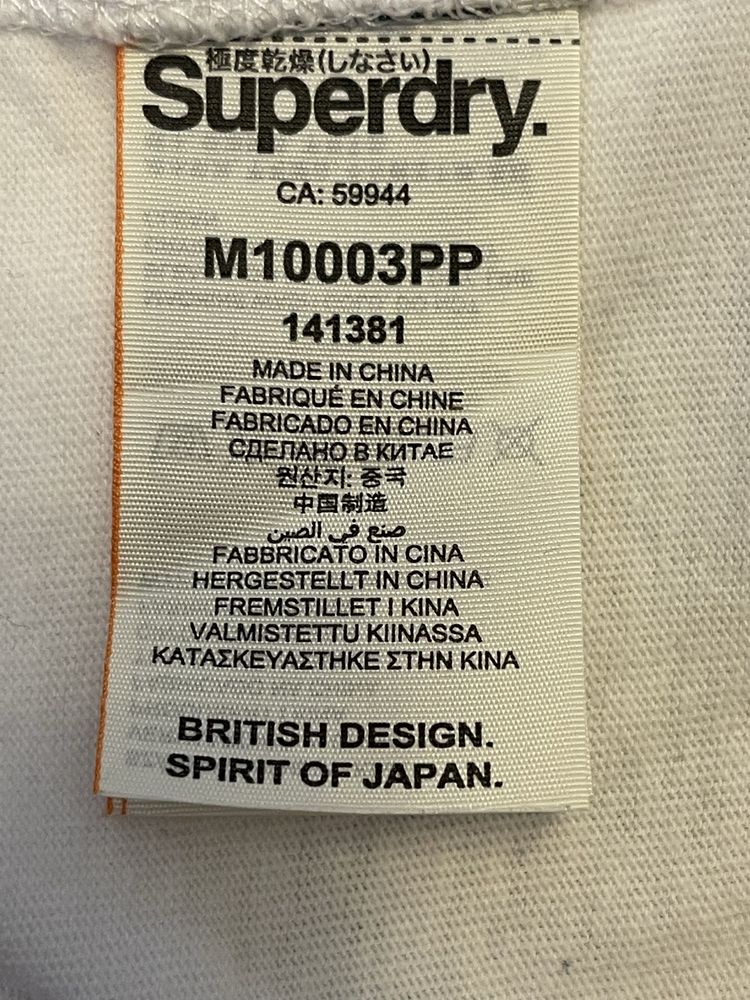 極度乾燥(しなさい)
Superdry.
CA: 59944
M10003PP
141381
MADE IN CHINA
FABRIQUÉ EN CHINE
FABRICADO EN CHINA
СДЕЛАНО В КИТАЕ
원산지: 중국
中国制造
صنع في الصين
FABBRICATO IN CINA
HERGESTELLT IN CHINA
FREMSTILLET I KINA
VALMISTETTU KIINASSA
ΚΑΤΑΣΚΕΥΑΣΤΗΚΕ ΣΤΗΝ ΚΙΝΑ
BRITISH DESIGN.
SPIRIT OF JAPAN.